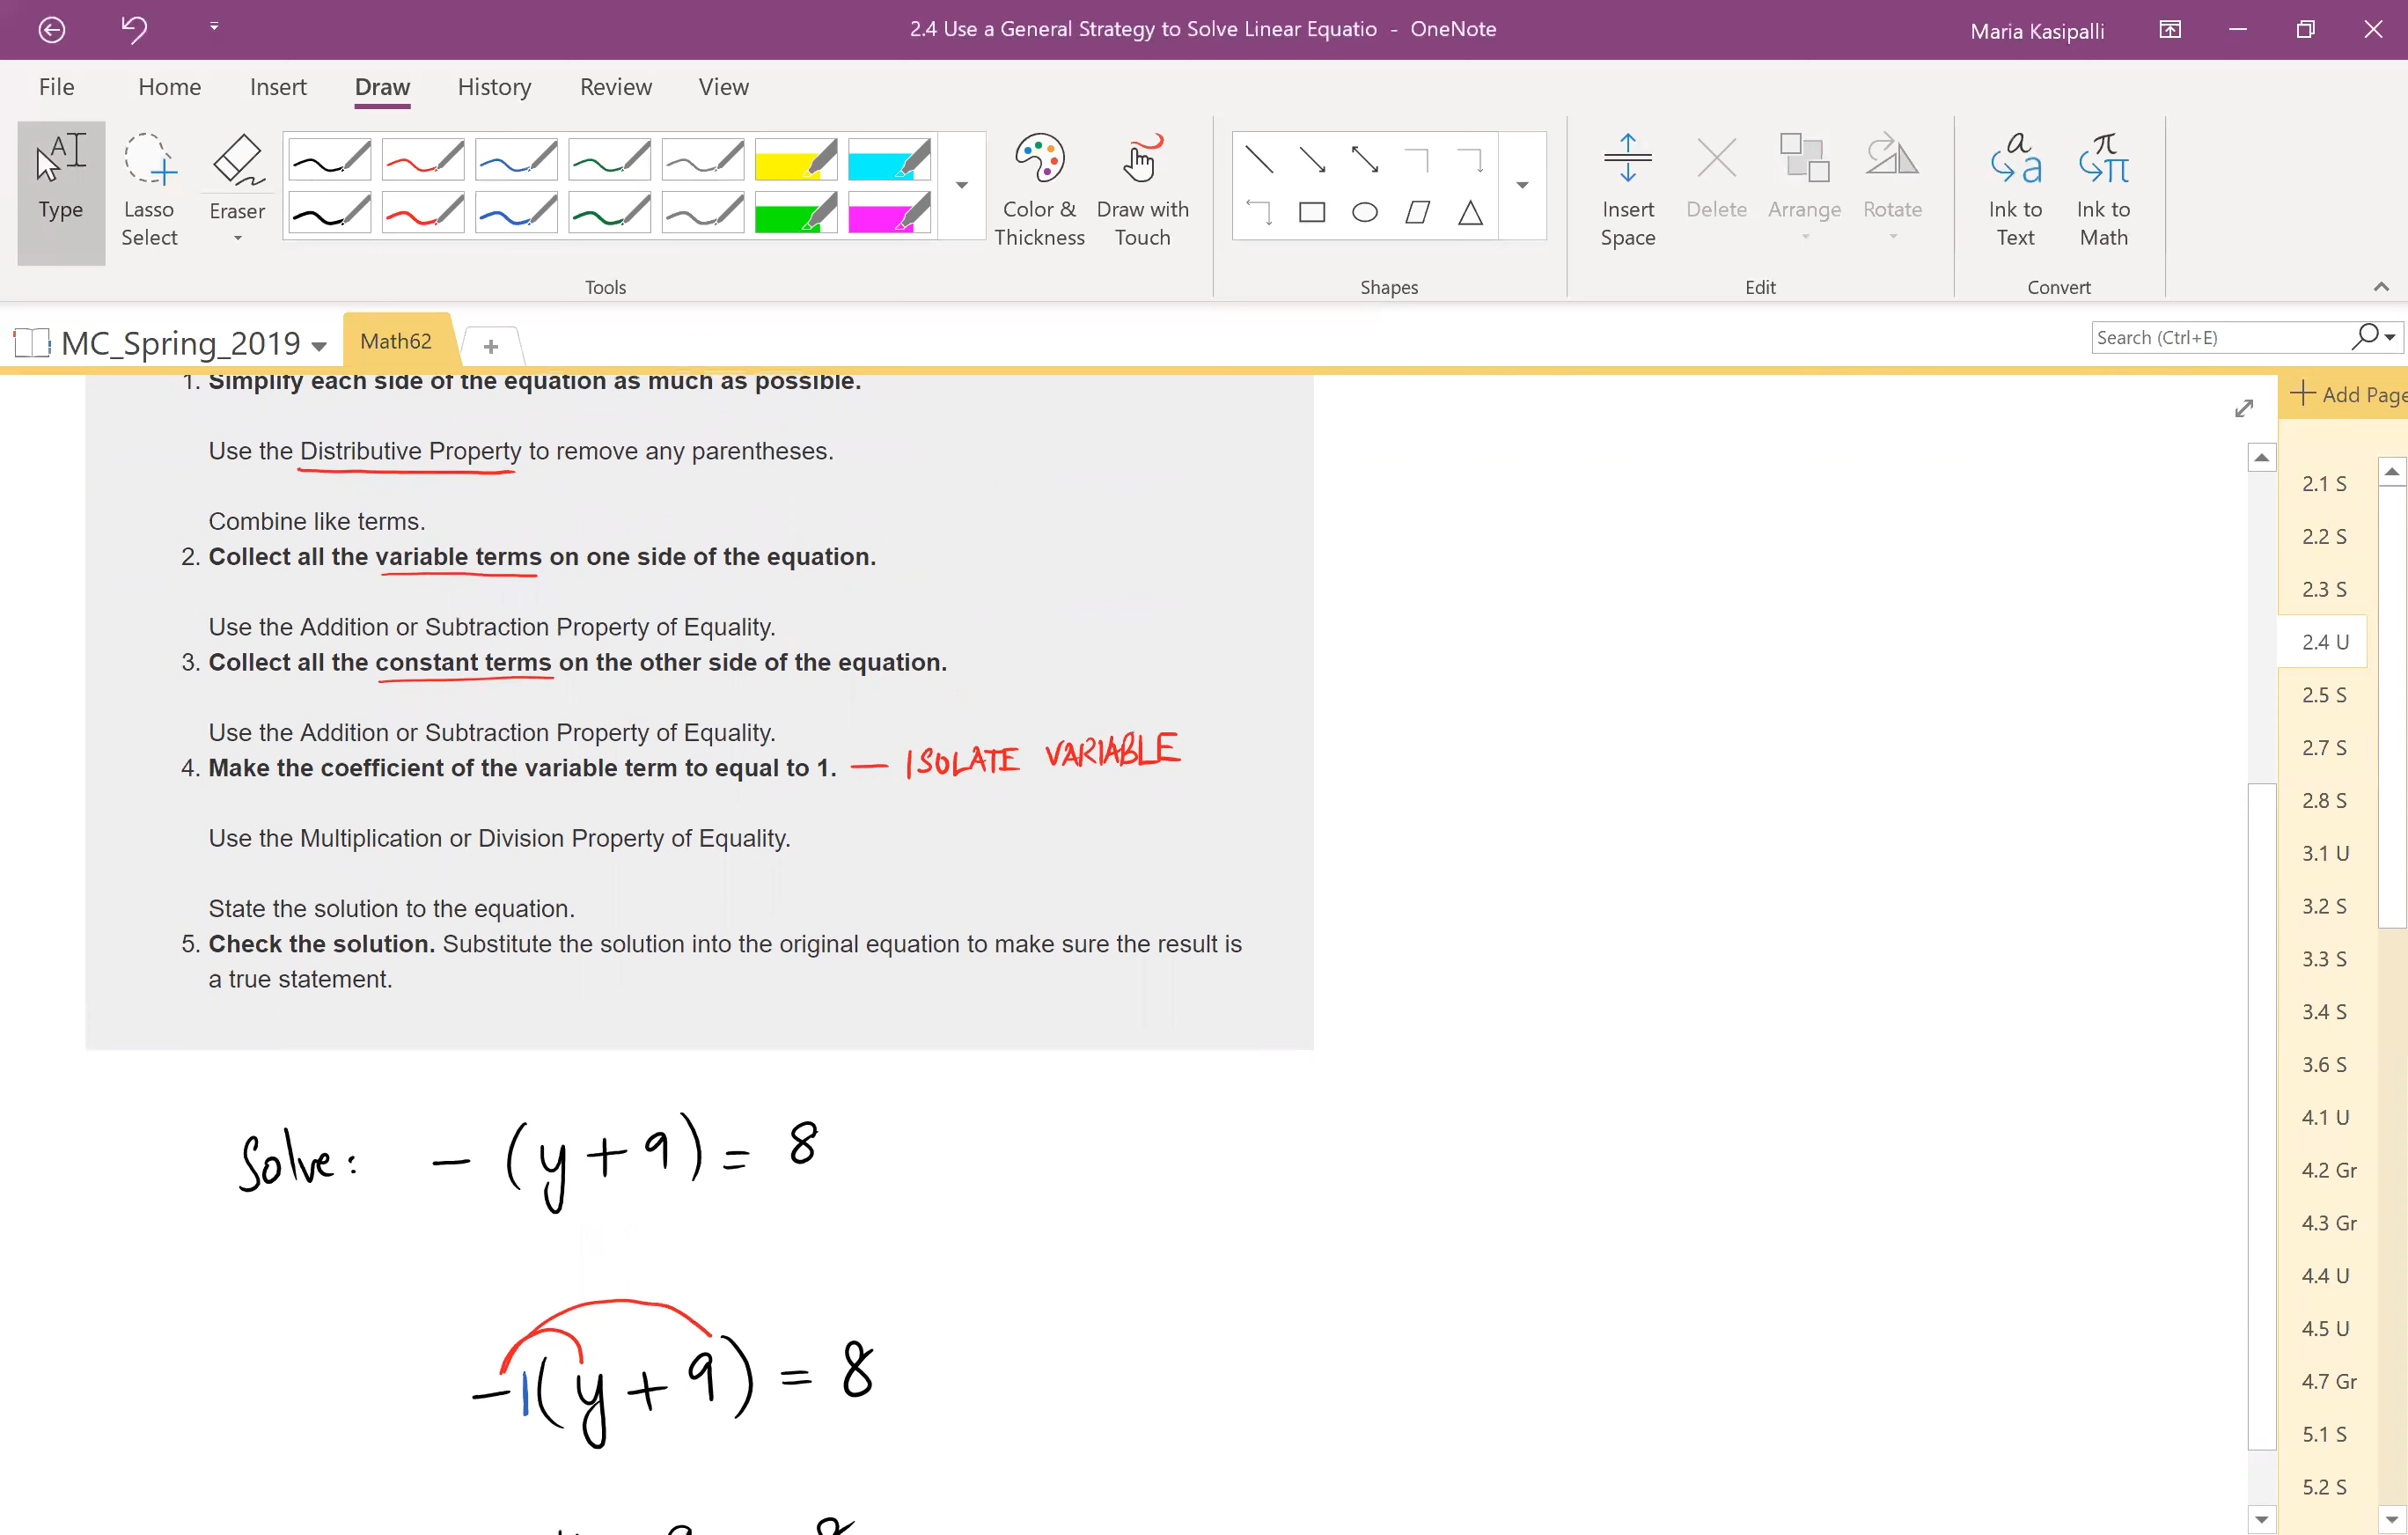 2.4 Use a General Strategy to Solve Linear Equatio - OneNote
Maria Kasipalli
File Home Insert Draw History Review View
Type
Lasso Select
Eraser
Color & Thickness
Draw with Touch
Insert Space
Delete
Arrange
Rotate
Ink to Text
Ink to Math
Tools
Shapes
Edit
Convert
MC_Spring_2019
Math62
Search (Ctrl+E)
Add Page
1. Simplify each side of the equation as much as possible.
Use the Distributive Property to remove any parentheses.
Combine like terms.
2. Collect all the variable terms on one side of the equation.
Use the Addition or Subtraction Property of Equality.
3. Collect all the constant terms on the other side of the equation.
Use the Addition or Subtraction Property of Equality.
4. Make the coefficient of the variable term to equal to 1. — ISOLATE VARIABLE
Use the Multiplication or Division Property of Equality.
State the solution to the equation.
5. Check the solution. Substitute the solution into the original equation to make sure the result is
a true statement.
Solve: - (y + 9) = 8
-1(y + 9) = 8
2.1 S
2.2 S
2.3 S
2.4 U
2.5 S
2.7 S
2.8 S
3.1 U
3.2 S
3.3 S
3.4 S
3.6 S
4.1 U
4.2 Gr
4.3 Gr
4.4 U
4.5 U
4.7 Gr
5.1 S
5.2 S